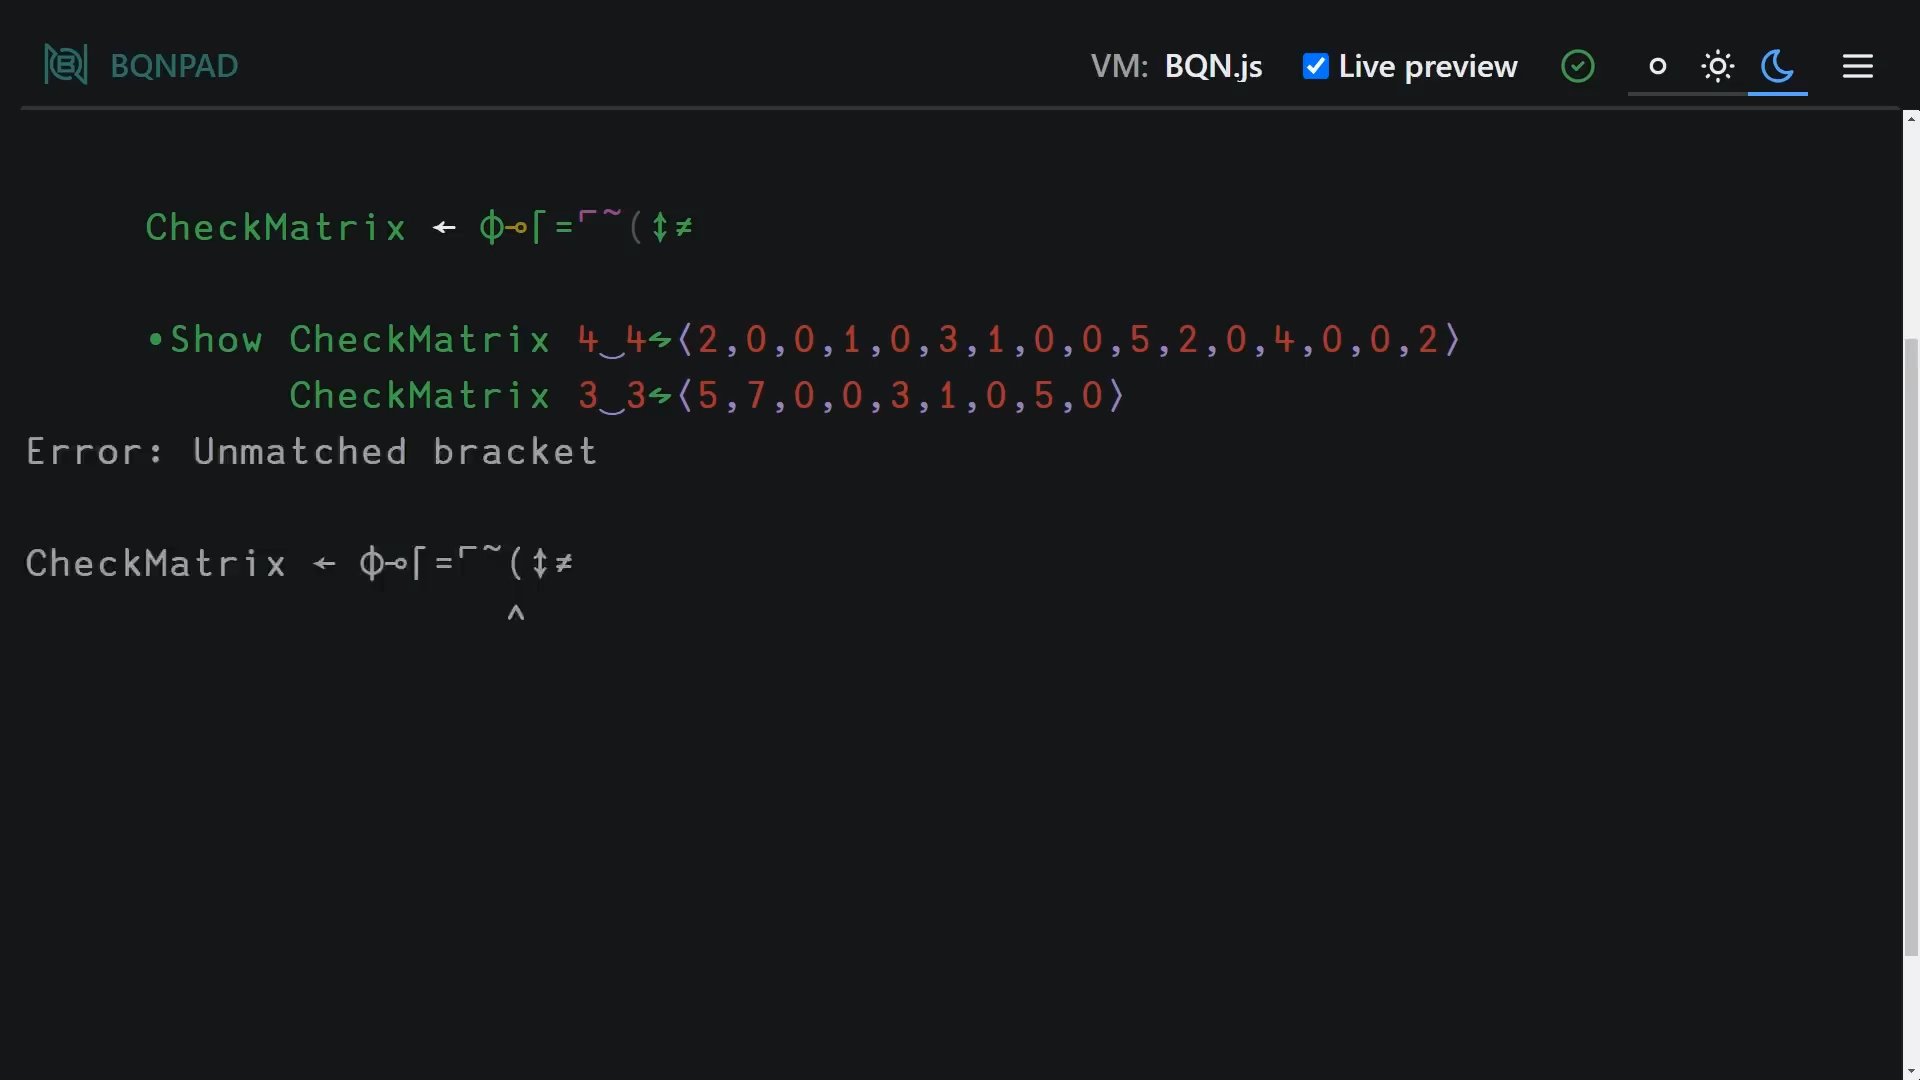 BQNPAD
VM: BQN.js Live preview
CheckMatrix ← ⌽⊸⌈=⌜˜(↕≠
•Show CheckMatrix 4‿4⥊⟨2,0,0,1,0,3,1,0,0,5,2,0,4,0,0,2⟩
CheckMatrix 3‿3⥊⟨5,7,0,0,3,1,0,5,0⟩
Error: Unmatched bracket
CheckMatrix ← ⌽⊸⌈=⌜˜(↕≠
^